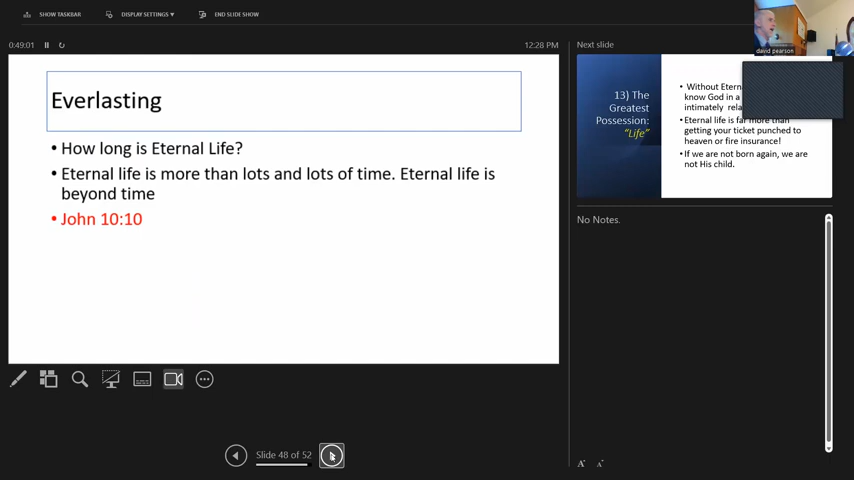 SHOW TASKBAR
DISPLAY SETTINGS ▼
END SLIDE SHOW
0:49:01
12:28 PM
Everlasting
• How long is Eternal Life?
• Eternal life is more than lots and lots of time. Eternal life is
beyond time
• John 10:10
Slide 48 of 52
Next slide
david pearson
13) The
Greatest
Possession:
"Life"
• Without Etern
know God in a
intimately rela
• Eternal life is far more than
getting your ticket punched to
heaven or fire insurance!
• If we are not born again, we are
not His child.
No Notes.
A A